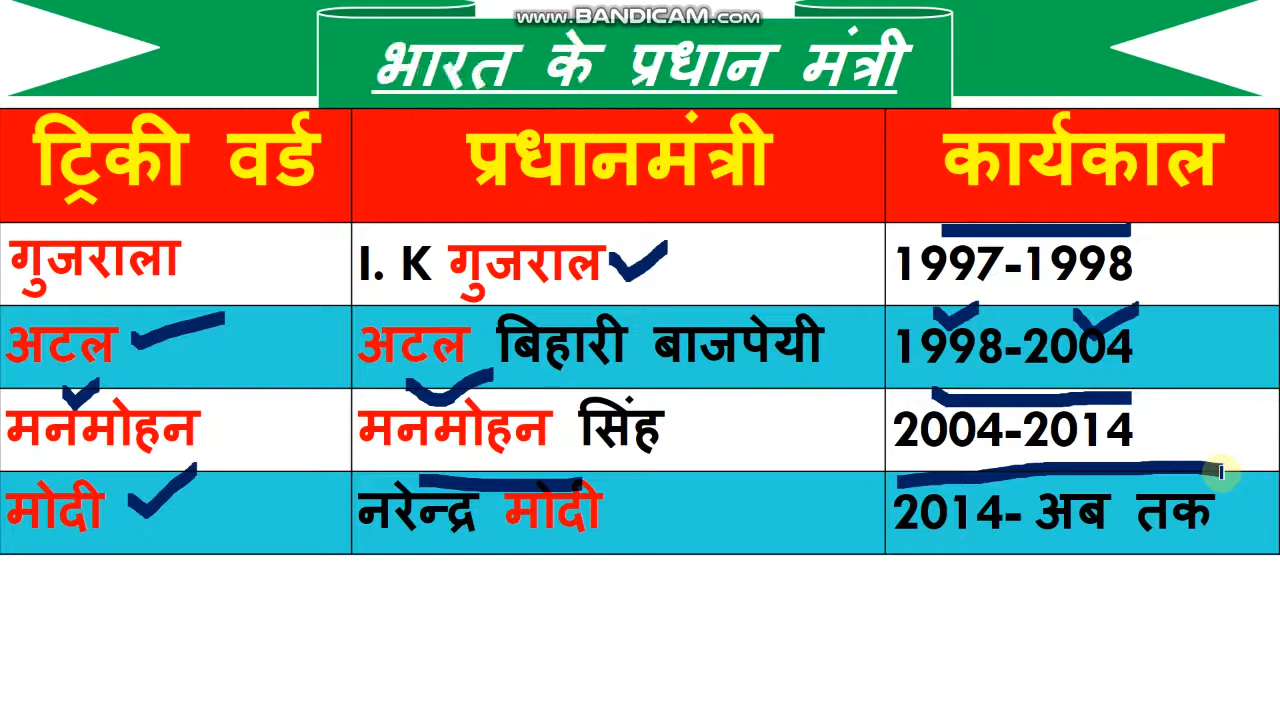 www.BANDICAM.com
भारत के प्रधान मंत्री
ट्रिकी वर्ड प्रधानमंत्री कार्यकाल
गुजराला I. K गुजराल 1997-1998
अटल अटल बिहारी बाजपेयी 1998-2004
मनमोहन मनमोहन सिंह 2004-2014
मोदी नरेन्द्र मोदी 2014- अब तक